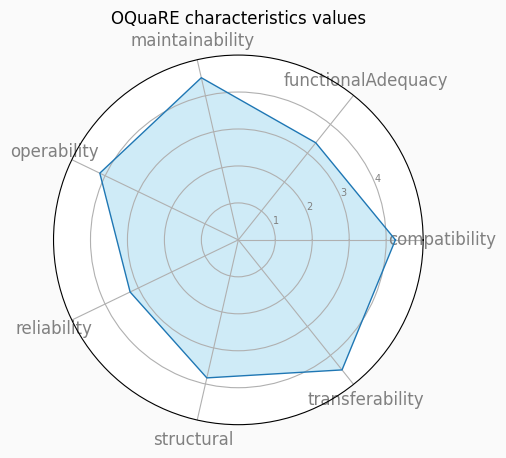 OQuaRE characteristics values
maintainability
functionalAdequacy
operability
4
3
2
1
compatibility
reliability
transferability
structural